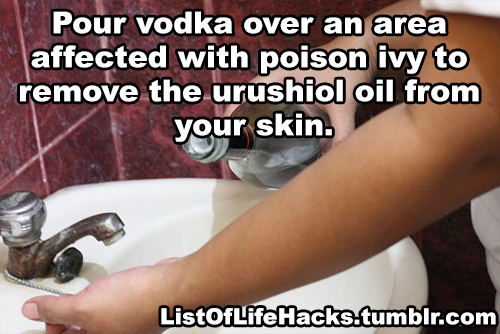 Pour vodka over an area
affected with poison ivy to
remove the urushiol oil from
your skin.
ListOfLifeHacks.tumblr.com